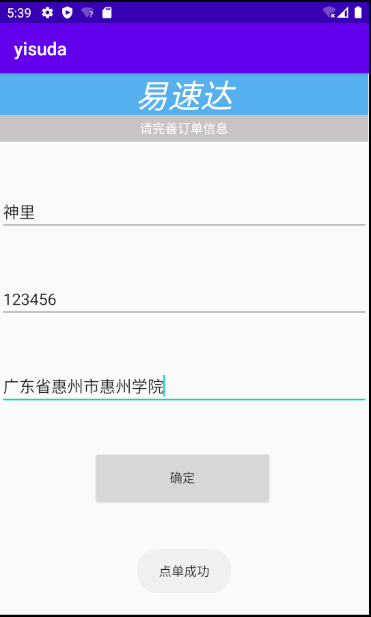 5:39
yisuda
易速达
请完善订单信息
神里
123456
广东省惠州市惠州学院
确定
点单成功